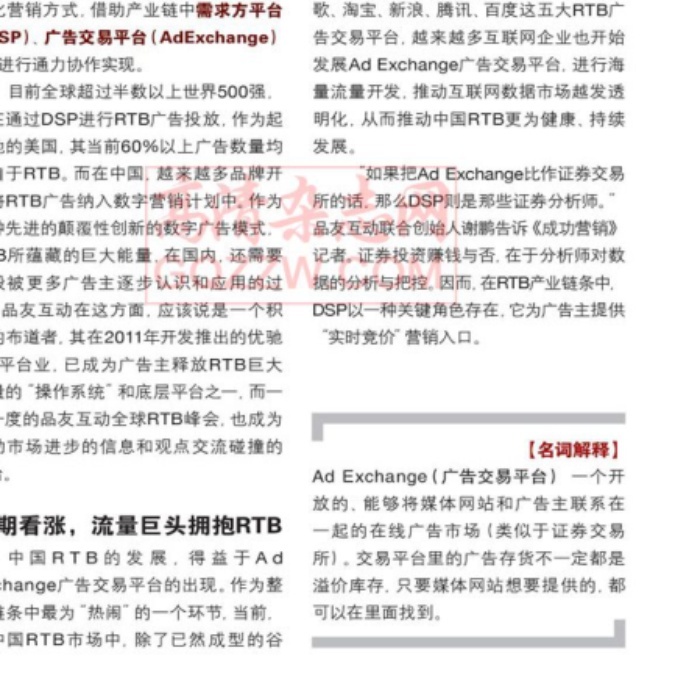 化营销方式, 借助产业链中需求方平台
SP)、广告交易平台 (AdExchange)
进行通力协作实现。
目前全球超过半数以上世界500强,
在通过DSP进行RTB广告投放, 作为起
地的美国, 其当前60%以上广告数量均
自于RTB。而在中国, 越来越多品牌开
将RTB广告纳入数字营销计划中。作为
种先进的颠覆性创新的数字广告模式,
B所蕴藏的巨大能量, 在国内, 还需要
被更多广告主逐步认识和应用的过
品友互动在这方面, 应该说是一个积
的布道者, 其在2011年开发推出的优驰
平台业, 已成为广告主释放RTB巨大
量的 "操作系统" 和底层平台之一, 而一
一度的品友互动全球RTB峰会, 也成为
动市场进步的信息和观点交流碰撞的
。
期看涨, 流量巨头拥抱RTB
中国RTB的发展, 得益于Ad
change广告交易平台的出现。作为整
链条中最为 "热闹" 的一个环节, 当前,
中国RTB市场中, 除了已然成型的谷
歌、淘宝、新浪、腾讯、百度这五大RTB广
告交易平台, 越来越多互联网企业也开始
发展Ad Exchange广告交易平台, 进行海
量流量开发, 推动互联网数据市场越发透
明化, 从而推动中国RTB更为健康、持续
发展。
"如果把Ad Exchange比作证券交易
所的话, 那么DSP则是那些证券分析师。"
品友互动联合创始人谢鹏告诉《成功营销》
记者, 证券投资赚钱与否, 在于分析师对数
据的分析与把控。因而, 在RTB产业链条中,
DSP以一种关键角色存在, 它为广告主提供
"实时竞价" 营销入口。
【名词解释】
Ad Exchange (广告交易平台) 一个开
放的、能够将媒体网站和广告主联系在
一起的在线广告市场 (类似于证券交易
所) 。交易平台里的广告存货不一定都是
溢价库存, 只要媒体网站想要提供的, 都
可以在里面找到。
高清杂志网
GQZZW.COM